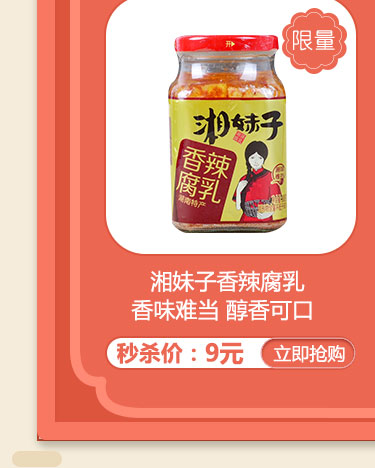 限量
开
湘妹子
香辣
腐乳
湖南特产
湘妹子香辣腐乳
香味难当 醇香可口
秒杀价：9元
立即抢购